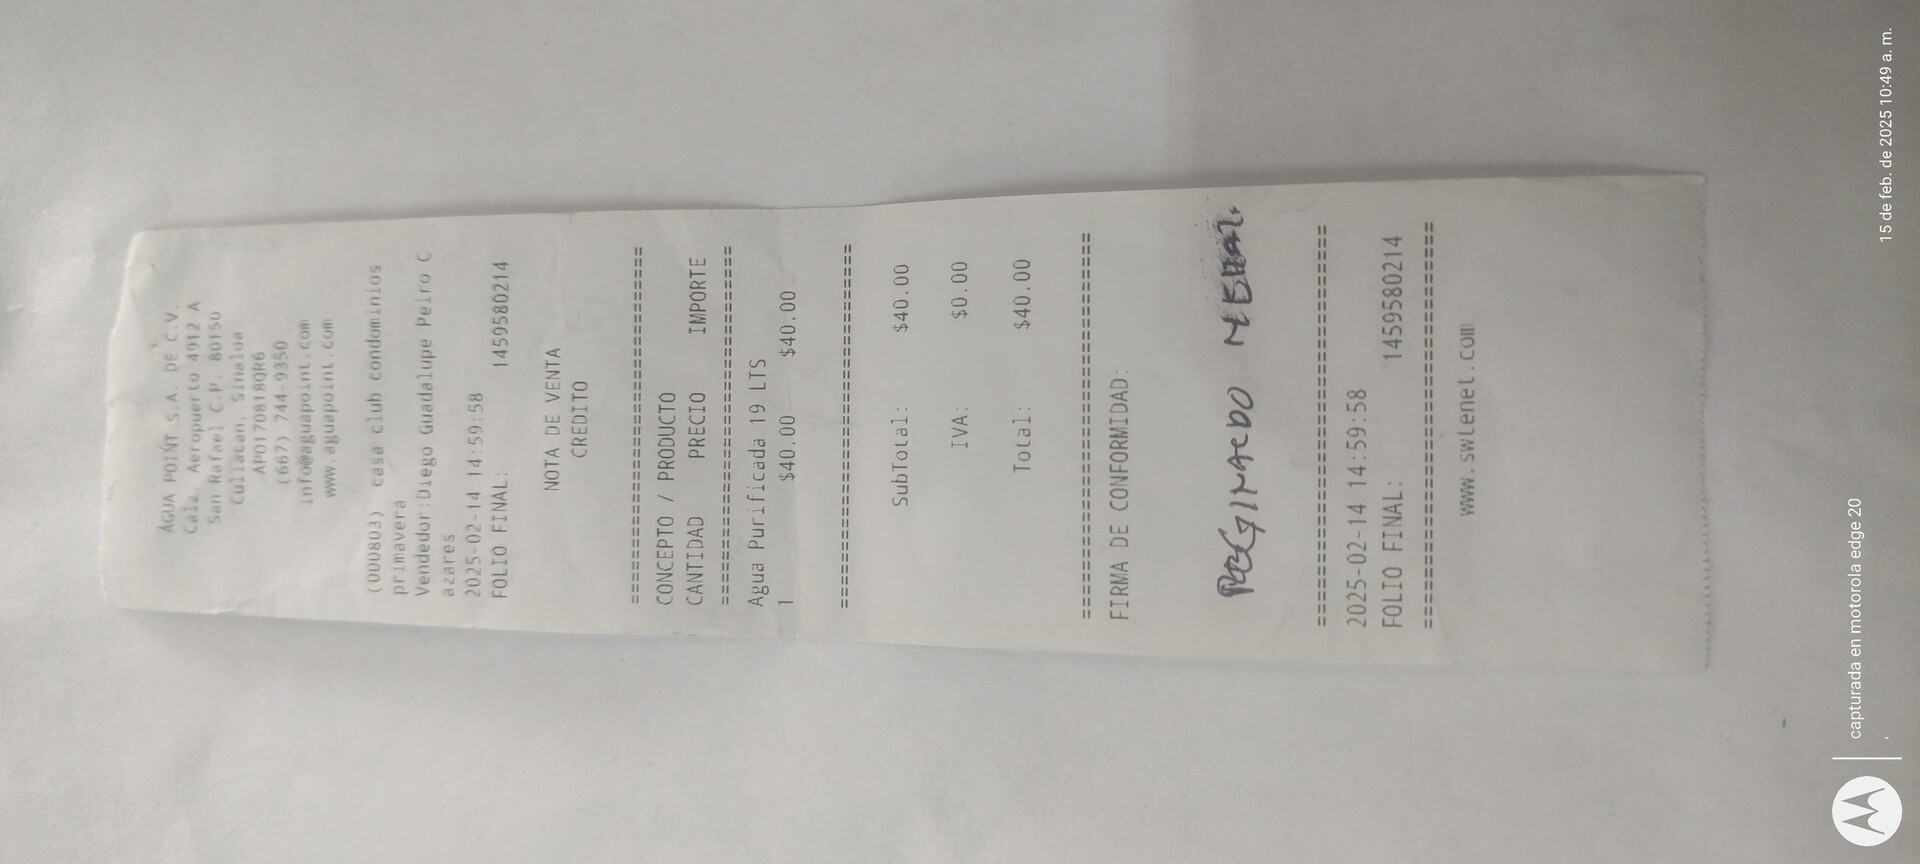 AGUA POINT S.A. DE C.V.
Calz. Aeropuerto 4912 A
San Rafael C.P. 80150
Culiacan, Sinaloa
APO170818QR6
(667) 744-9350
info@aguapoint.com
www.aguapoint.com
(000803) casa club condominios
primavera
Vendedor:Diego Guadalupe Peiro C
azares
2025-02-14 14:59:58
FOLIO FINAL: 1459580214
NOTA DE VENTA
CREDITO
================================
CONCEPTO / PRODUCTO
CANTIDAD PRECIO IMPORTE
================================
Agua Purificada 19 LTS
1 $40.00 $40.00
================================
SubTotal: $40.00
IVA: $0.00
Total: $40.00
================================
FIRMA DE CONFORMIDAD:
================================
2025-02-14 14:59:58
FOLIO FINAL: 1459580214
================================
www.swlenet.com
capturada en motorola edge 20
15 de feb. de 2025 10:49 a. m.